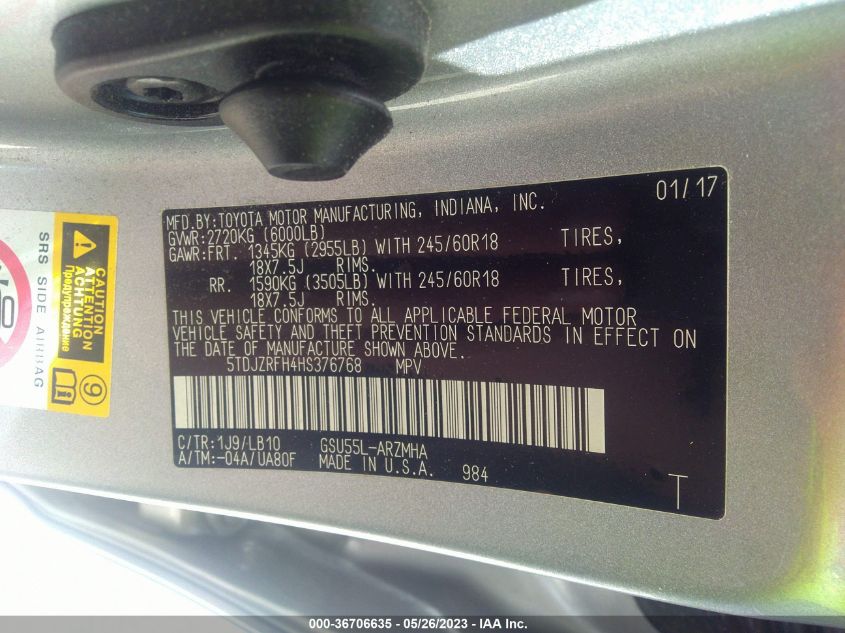 01/17
MFD.BY:TOYOTA MOTOR MANUFACTURING, INDIANA, INC.
GVWR:2720KG (6000LB)
GAWR:FRT. 1345KG (2955LB) WITH 245/60R18 TIRES,
18X7.5J RIMS.
RR. 1590KG (3505LB) WITH 245/60R18 TIRES,
18X7.5J RIMS.
THIS VEHICLE CONFORMS TO ALL APPLICABLE FEDERAL MOTOR
VEHICLE SAFETY AND THEFT PREVENTION STANDARDS IN EFFECT ON
THE DATE OF MANUFACTURE SHOWN ABOVE.
5TDJZRFH4HS376768 MPV
C/TR:1J9/LB10 GSU55L-ARZMHA
A/TM:-04A/UA80F MADE IN U.S.A. 984
T
SRS SIDE AIRBAG
CAUTION
ATTENTION
ACHTUNG
Предупреждение
9
000-36706635 - 05/26/2023 - IAA Inc.